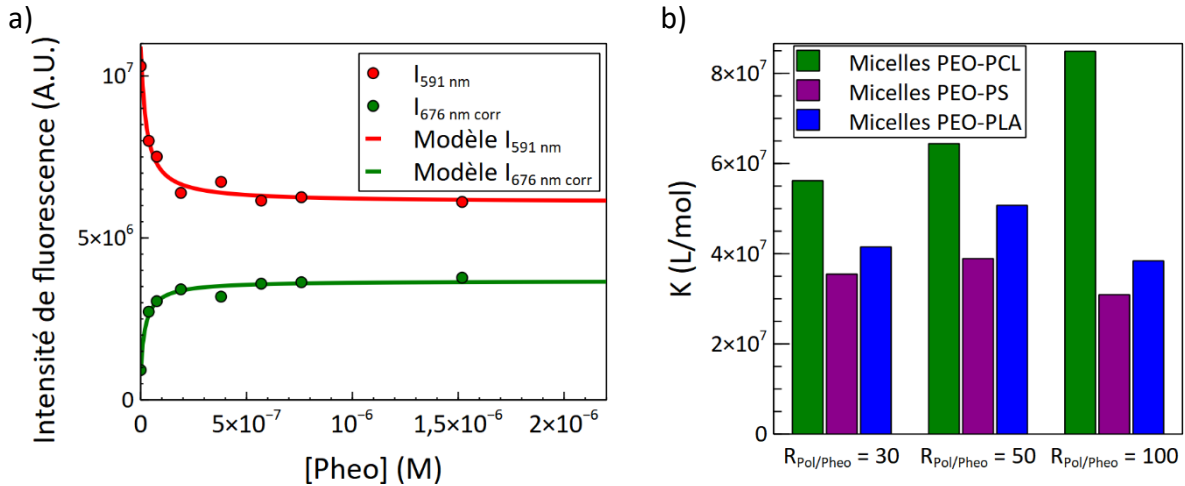 a)
Intensité de fluorescence (A.U.)
10⁷
5×10⁶
0
I₅₉₁ ₙₘ
I₆₇₆ ₙₘ corr
Modèle I₅₉₁ ₙₘ
Modèle I₆₇₆ ₙₘ corr
0
5×10⁻⁷
10⁻⁶
1,5×10⁻⁶
2×10⁻⁶
[Pheo] (M)
b)
K (L/mol)
8×10⁷
6×10⁷
4×10⁷
2×10⁷
0
Micelles PEO-PCL
Micelles PEO-PS
Micelles PEO-PLA
R Pol/Pheo = 30
R Pol/Pheo = 50
R Pol/Pheo = 100